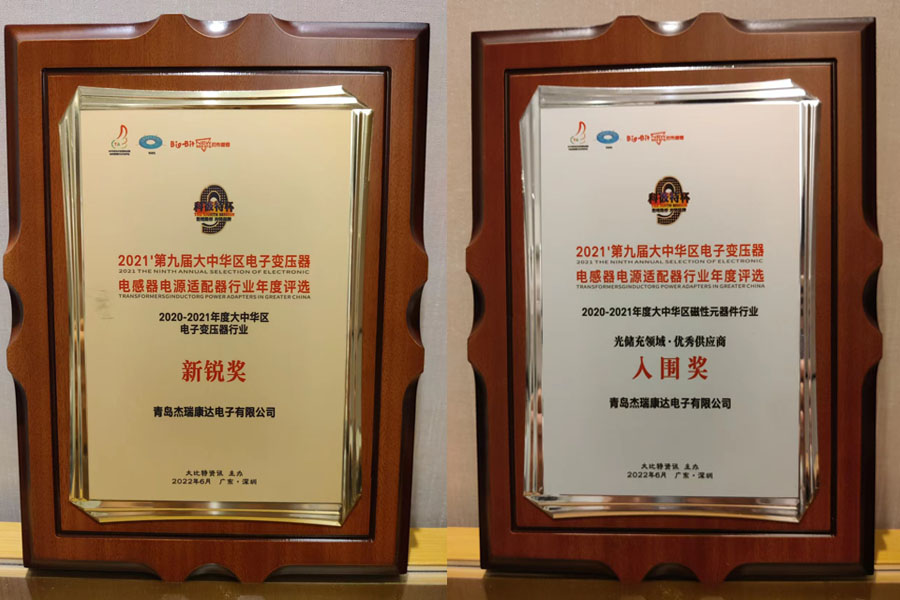 Big-Bit
科微特杯
2021'第九届大中华区电子变压器
2021 THE NINTH ANNUAL SELECTION OF ELECTRONIC
电感器电源适配器行业年度评选
TRANSFORMERSGINDUCTORS POWER ADAPTERS IN GREATER CHINA
2020-2021年度大中华区
电子变压器行业
新锐奖
青岛杰瑞康达电子有限公司
大比特资讯 主办
2022年6月 广东·深圳
Big-Bit
科微特杯
2021'第九届大中华区电子变压器
2021 THE NINTH ANNUAL SELECTION OF ELECTRONIC
电感器电源适配器行业年度评选
TRANSFORMERSGINDUCTORS POWER ADAPTERS IN GREATER CHINA
2020-2021年度大中华区磁性元器件行业
光储充领域·优秀供应商
入围奖
青岛杰瑞康达电子有限公司
大比特资讯 主办
2022年6月 广东·深圳